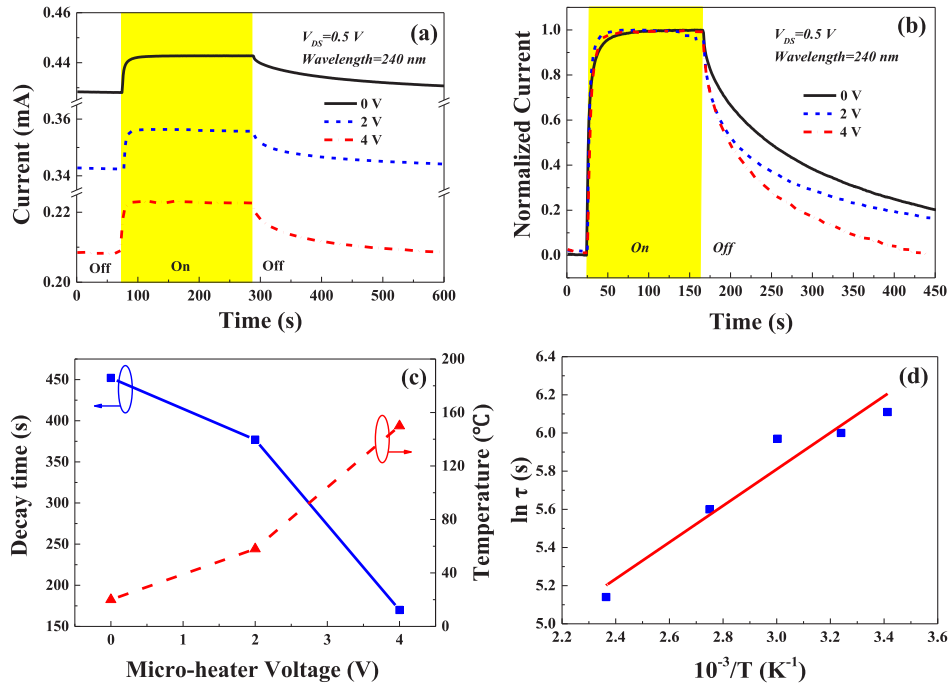 (a)
V_DS=0.5 V
Wavelength=240 nm
0 V
2 V
4 V
Current (mA)
0.46
0.44
0.36
0.34
0.22
0.20
Off
On
Off
0 100 200 300 400 500 600
Time (s)
(b)
V_DS=0.5 V
Wavelength=240 nm
0 V
2 V
4 V
Normalized Current
1.0
0.8
0.6
0.4
0.2
0.0
On
Off
0 50 100 150 200 250 300 350 400 450
Time (s)
(c)
Decay time (s)
450
400
350
300
250
200
150
Temperature (℃)
200
160
120
80
40
0
0 1 2 3 4
Micro-heater Voltage (V)
(d)
ln τ (s)
6.4
6.2
6.0
5.8
5.6
5.4
5.2
5.0
2.2 2.4 2.6 2.8 3.0 3.2 3.4 3.6
10⁻³/T (K⁻¹)